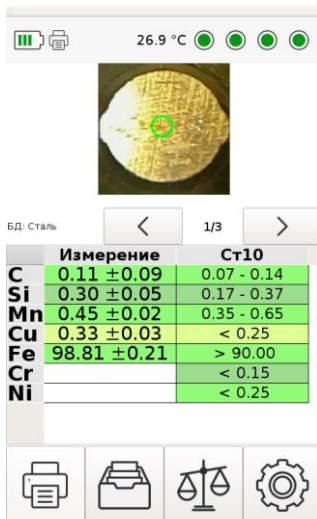 26.9 °C
БД: Сталь
1/3
Измерение Ст10
C 0.11 ±0.09 0.07 - 0.14
Si 0.30 ±0.05 0.17 - 0.37
Mn 0.45 ±0.02 0.35 - 0.65
Cu 0.33 ±0.03 < 0.25
Fe 98.81 ±0.21 > 90.00
Cr < 0.15
Ni < 0.25